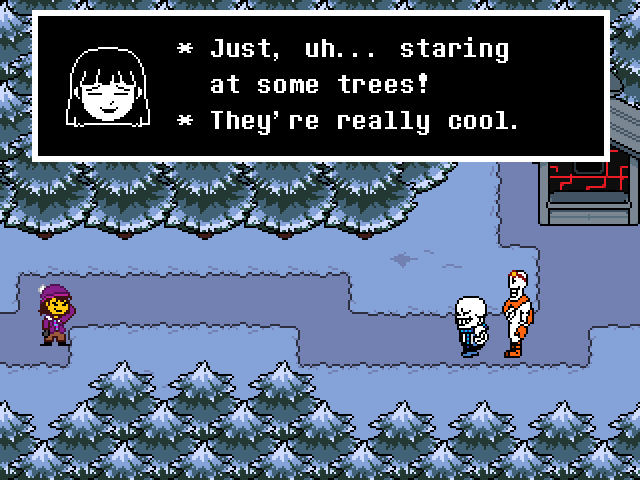 * Just, uh... staring
at some trees!
* They're really cool.